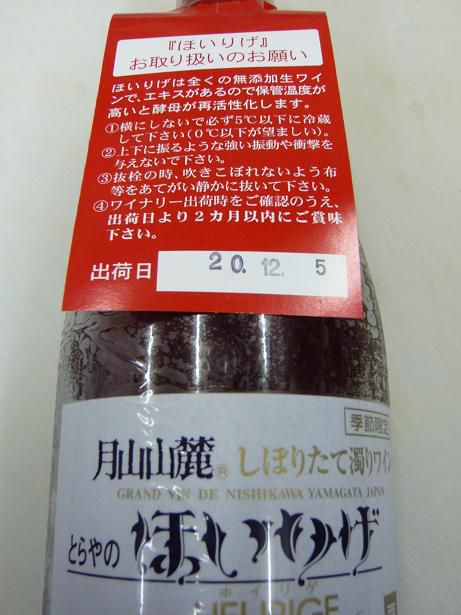 『ほいりげ』
お取り扱いのお願い
ほいりげは全くの無添加生ワイ
ンで、エキスがあるので保管温度が
高いと酵母が再活性化します。
①横にしないで必ず5℃以下に冷蔵
して下さい(0℃以下が望ましい)。
②上下に振るような強い振動や衝撃を
与えないで下さい。
③抜栓の時、吹きこぼれないよう布
等をあてがい静かに抜いて下さい。
④ワイナリー出荷時をご確認のうえ、
出荷日より2カ月以内にご賞味
下さい。
出荷日 20.12.5
季節限定
月山山麓® しぼりたて濁りワイン
GRAND VIN DE NISHIKAWA YAMAGATA JAPAN
とらやの ほいりげ
ホイリゲ